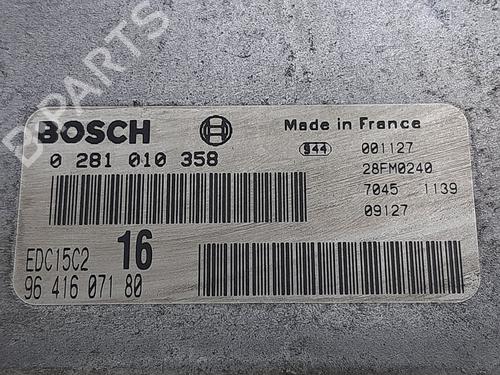 BPARTS
BOSCH
Made in France
0 281 010 358
944 001127
28FM0240
7045 1139
09127
EDC15C2 16
96 416 071 80